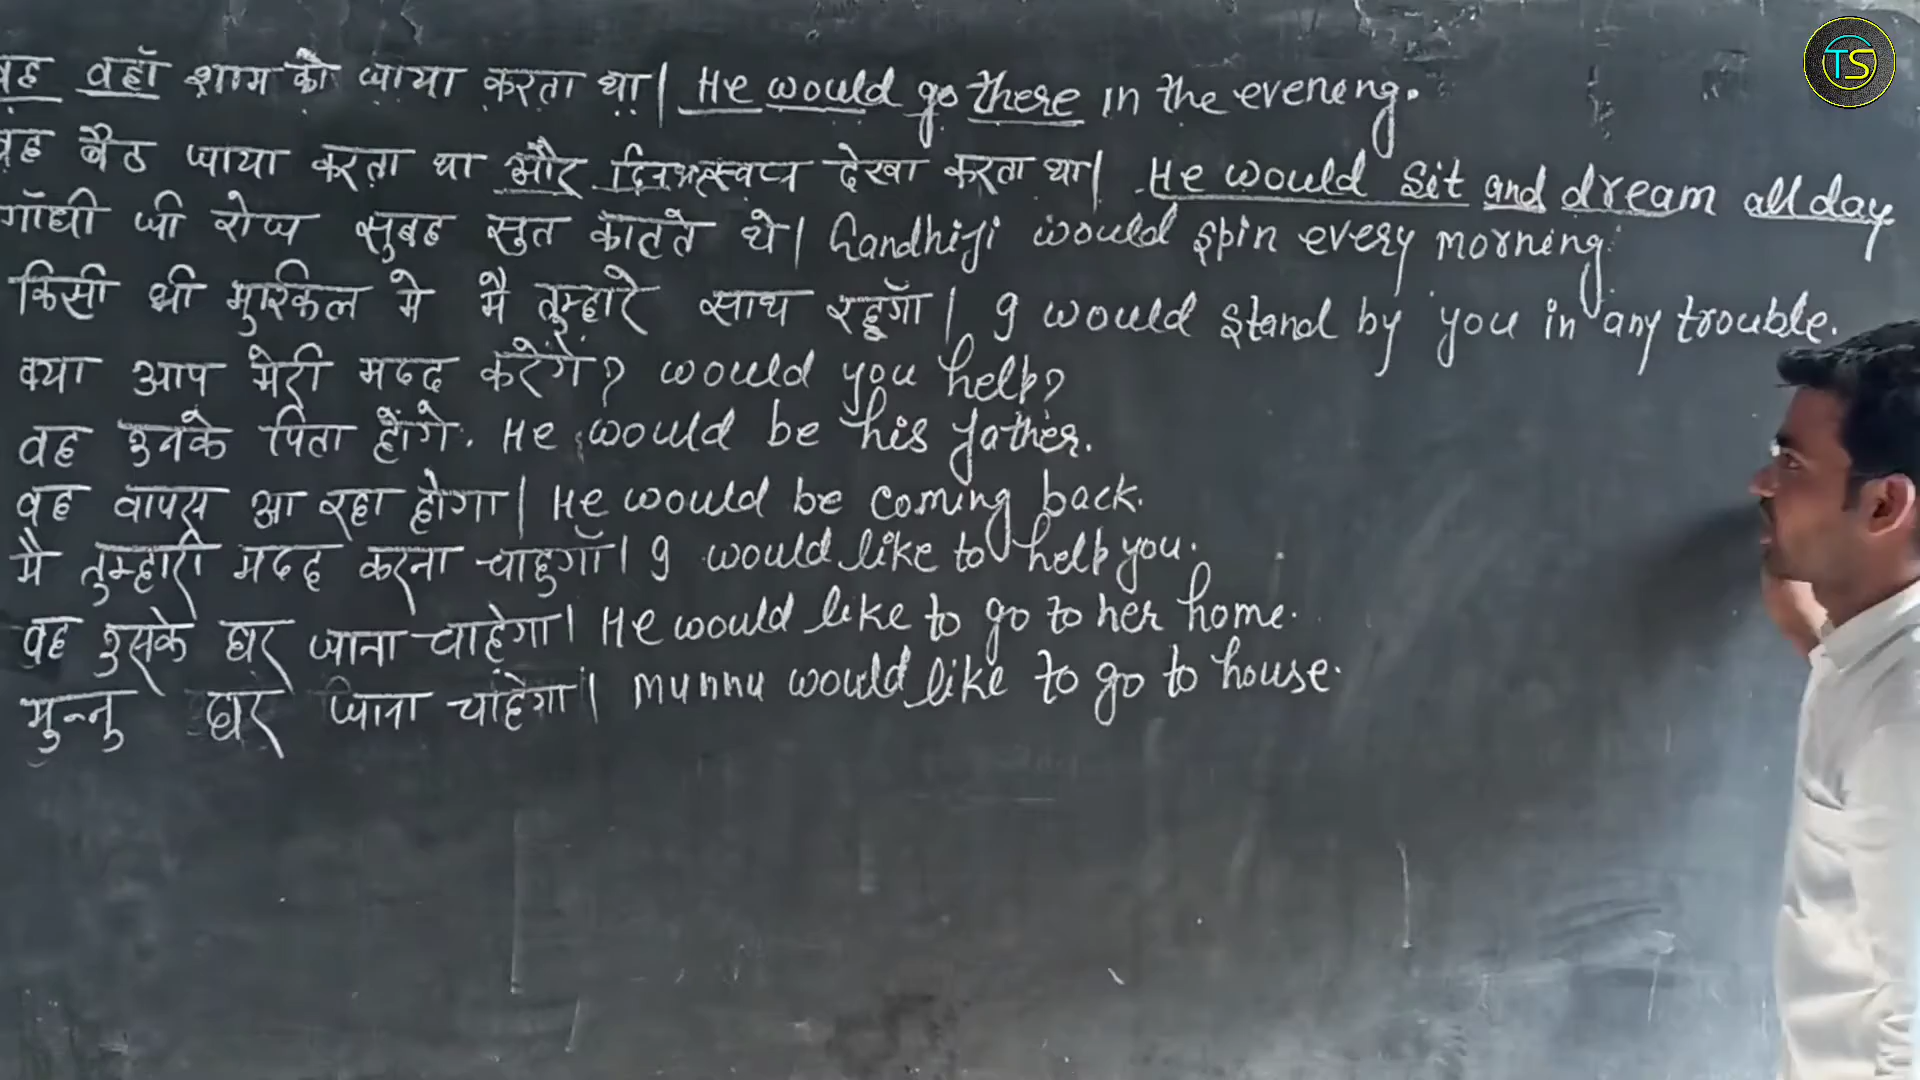 TS
वह वहाँ शाम को जाया करता था| He would go there in the evening.
वह बैठ जाया करता था और दिनभर स्वप्न देखा करता था| He would sit and dream all day.
गाँधी जी रोज सुबह सुत काटते थे| Gandhiji would spin every morning.
किसी भी मुश्किल मे मै तुम्हारे साथ रहूगाँ| I would stand by you in any trouble.
क्या आप मेरी मदद करेंगें? would you help?
वह उनके पिता होंगे. He would be his father.
वह वापस आ रहा होगा| He would be coming back.
मै तुम्हारी मदद करना चाहुगाँ| I would like to help you.
वह उसके घर जाना चाहेगा| He would like to go to her home.
मुन्नु घर जाना चाहेगा| Munnu would like to go to house.